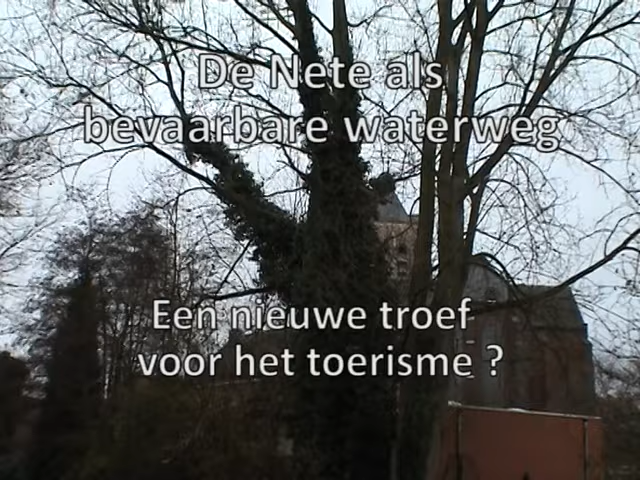 De Nete als
bevaarbare waterweg
Een nieuwe troef
voor het toerisme ?